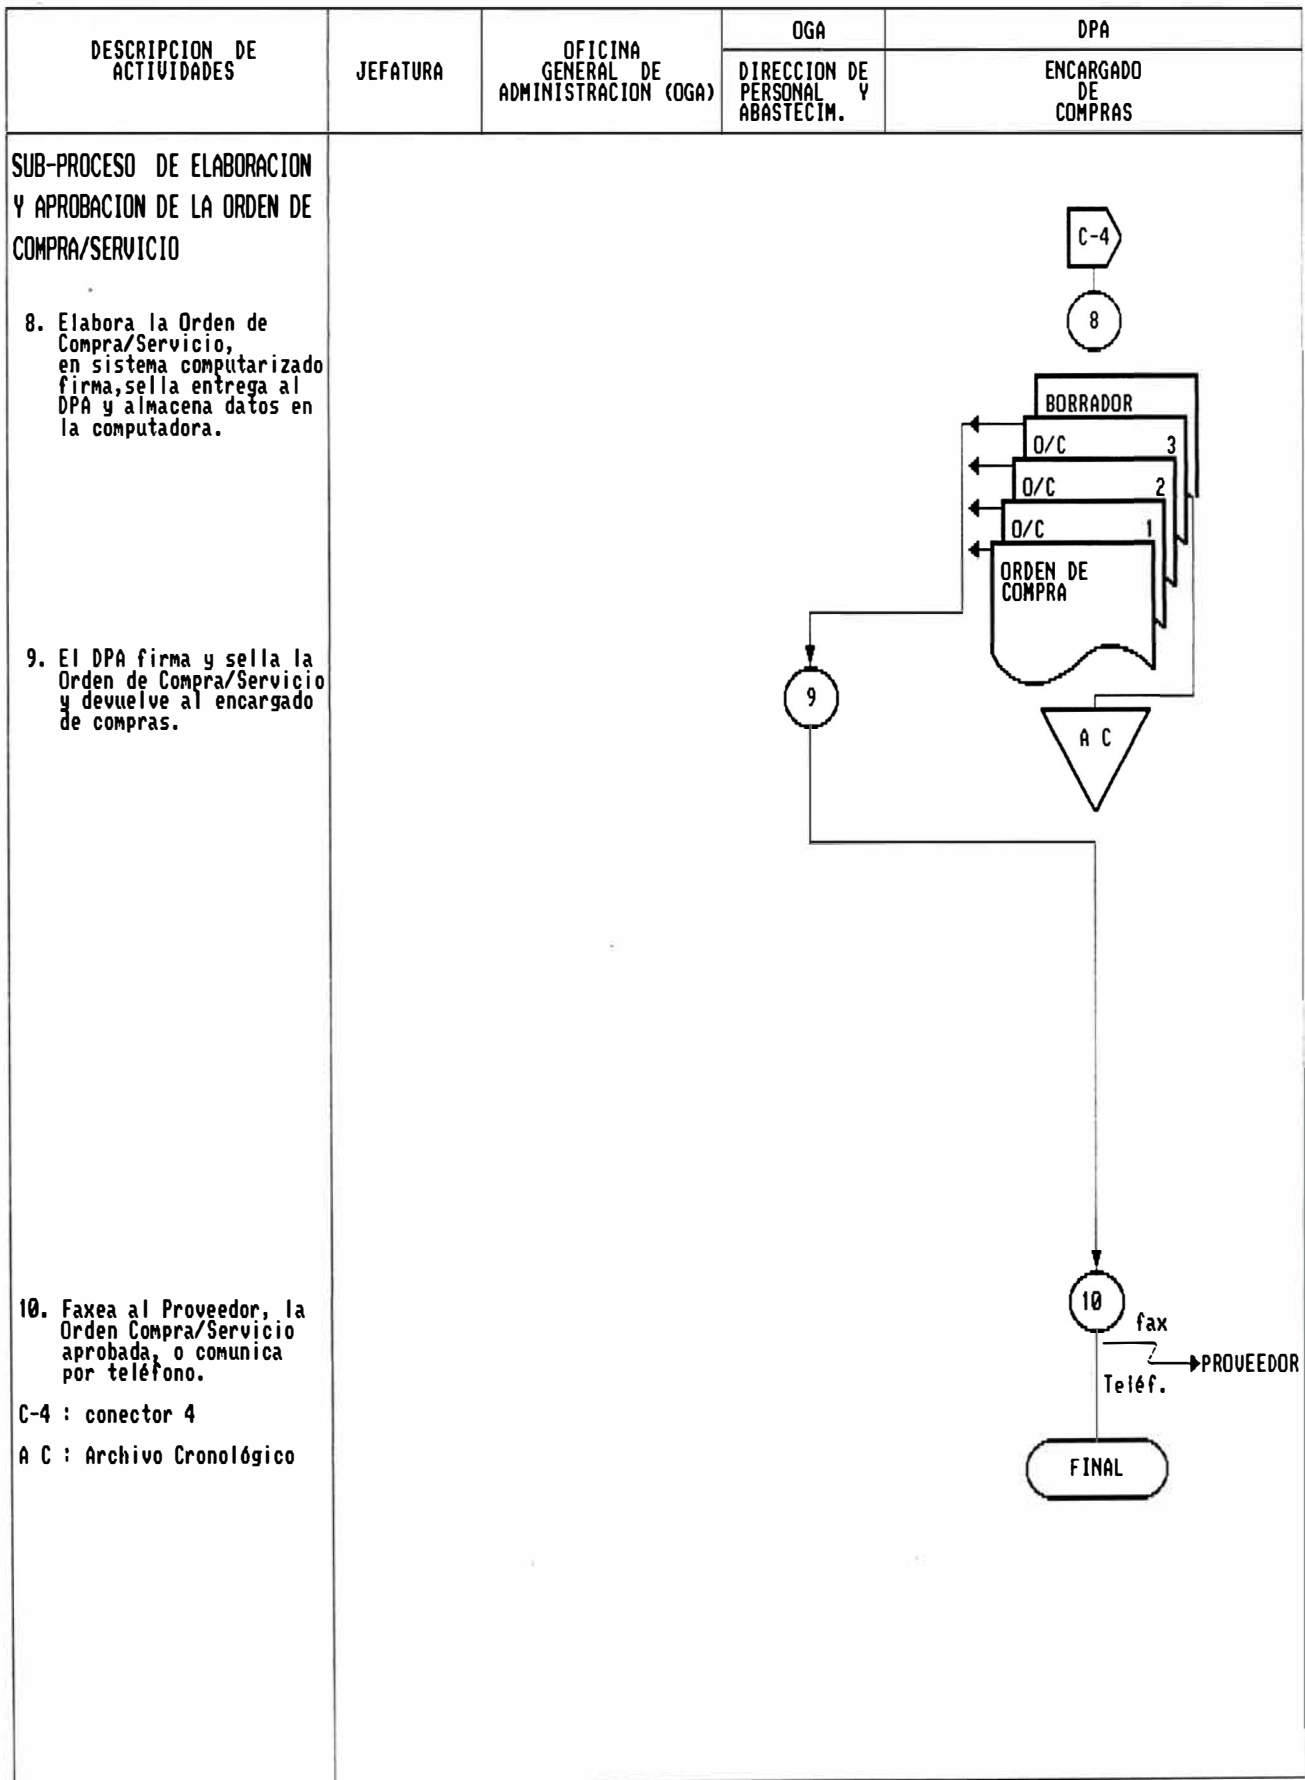 DESCRIPCION DE
ACTIVIDADES
JEFATURA
OFICINA
GENERAL DE
ADMINISTRACION (OGA)
OGA
DIRECCION DE
PERSONAL Y
ABASTECIM.
DPA
ENCARGADO
DE
COMPRAS
SUB-PROCESO DE ELABORACION
Y APROBACION DE LA ORDEN DE
COMPRA/SERVICIO
8. Elabora la Orden de
Compra/Servicio,
en sistema computarizado
firma,sella entrega al
DPA y almacena datos en
la computadora.
9. El DPA firma y sella la
Orden de Compra/Servicio
y devuelve al encargado
de compras.
10. Faxea al Proveedor, la
Orden Compra/Servicio
aprobada, o comunica
por teléfono.
C-4 : conector 4
A C : Archivo Cronológico
C-4
8
BORRADOR
O/C 3
O/C 2
O/C 1
ORDEN DE
COMPRA
9
A C
10
fax
PROVEEDOR
Teléf.
FINAL